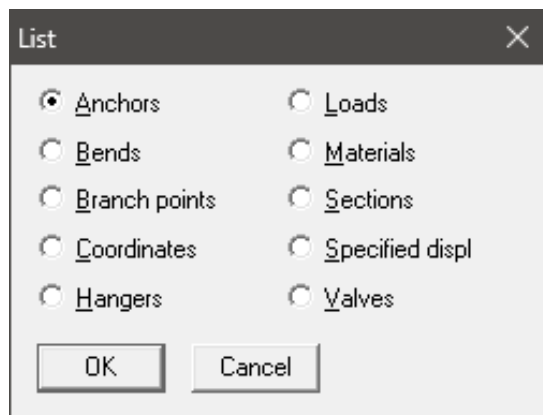 List
Anchors
Loads
Bends
Materials
Branch points
Sections
Coordinates
Specified displ
Hangers
Valves
OK
Cancel